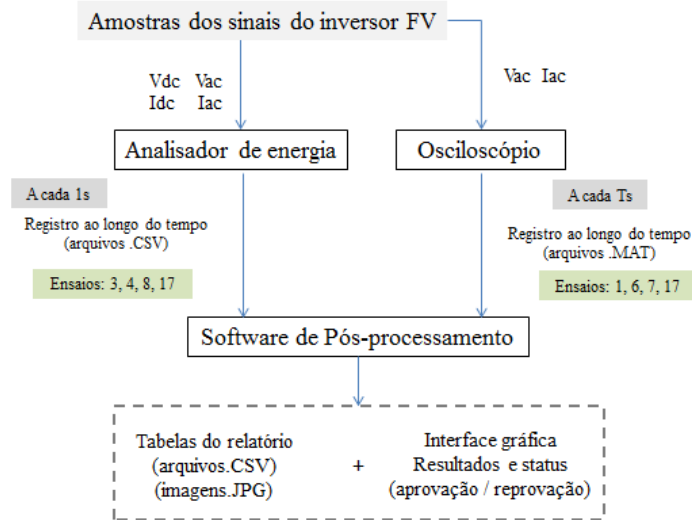 Amostras dos sinais do inversor FV
Vdc Vac
Idc Iac
Vac Iac
Analisador de energia
Osciloscópio
A cada 1s
Registro ao longo do tempo
(arquivos .CSV)
Ensaios: 3, 4, 8, 17
A cada Ts
Registro ao longo do tempo
(arquivos .MAT)
Ensaios: 1, 6, 7, 17
Software de Pós-processamento
Tabelas do relatório
(arquivos.CSV)
(imagens.JPG)
+
Interface gráfica
Resultados e status
(aprovação / reprovação)